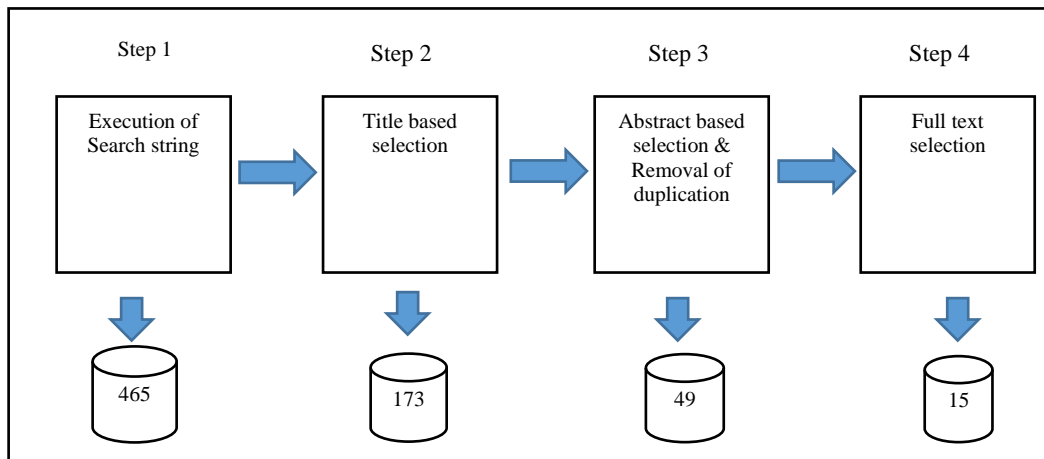 Step 1
Step 2
Step 3
Step 4
Execution of
Search string
Title based
selection
Abstract based
selection &
Removal of
duplication
Full text
selection
465
173
49
15